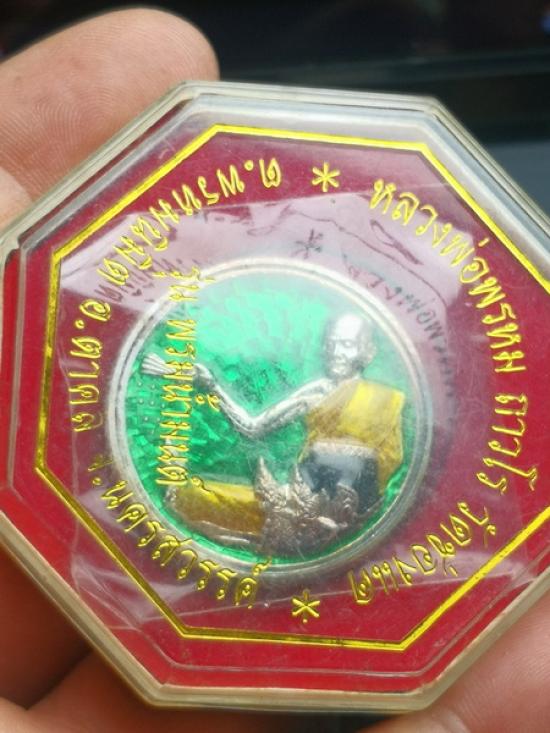 หลวงพ่อพรหม ถาวโร วัดช่องแค
ต.พรหมนิมิต อ.ตาคลี จ.นครสวรรค์
รุ่น พรมน้ำมนต์